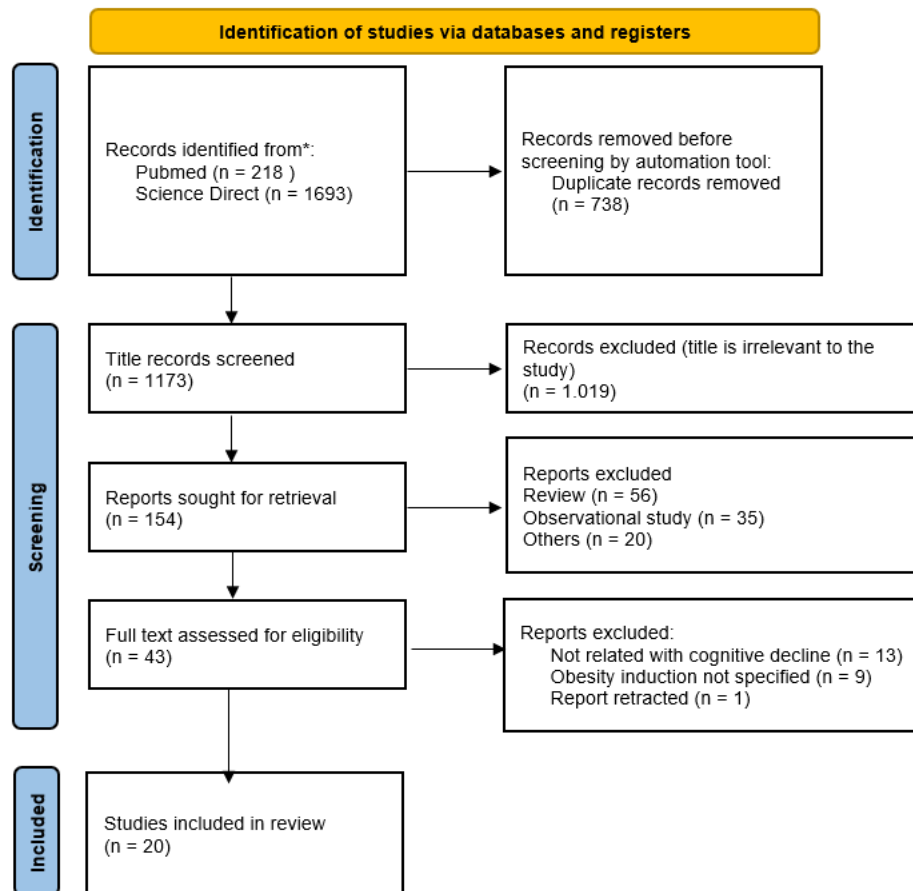 Identification of studies via databases and registers
Identification
Records identified from*:
Pubmed (n = 218 )
Science Direct (n = 1693)
Records removed before
screening by automation tool:
Duplicate records removed
(n = 738)
Screening
Title records screened
(n = 1173)
Records excluded (title is irrelevant to the
study)
(n = 1.019)
Reports sought for retrieval
(n = 154)
Reports excluded
Review (n = 56)
Observational study (n = 35)
Others (n = 20)
Full text assessed for eligibility
(n = 43)
Reports excluded:
Not related with cognitive decline (n = 13)
Obesity induction not specified (n = 9)
Report retracted (n = 1)
Included
Studies included in review
(n = 20)